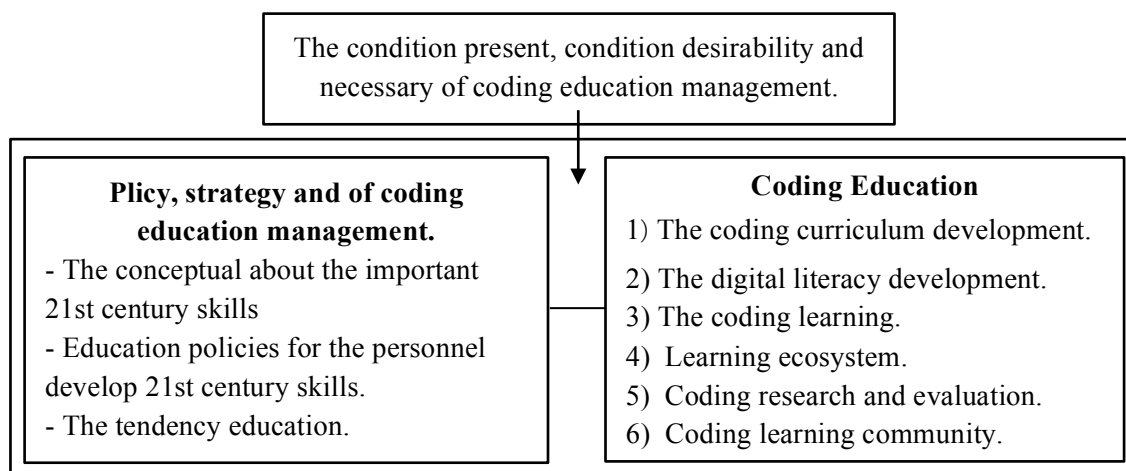 The condition present, condition desirability and
necessary of coding education management.
Plicy, strategy and of coding
education management.
- The conceptual about the important
21st century skills
- Education policies for the personnel
develop 21st century skills.
- The tendency education.
Coding Education
1) The coding curriculum development.
2) The digital literacy development.
3) The coding learning.
4) Learning ecosystem.
5) Coding research and evaluation.
6) Coding learning community.